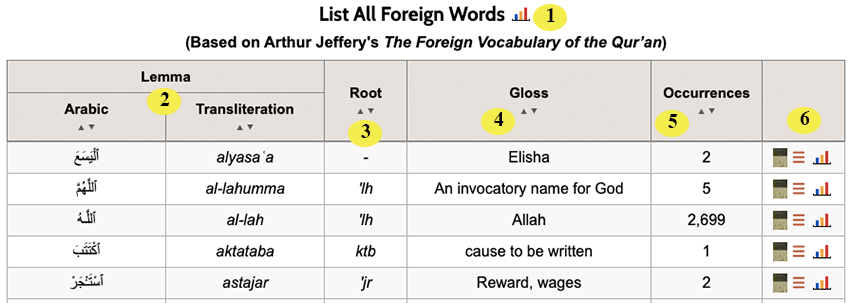 List All Foreign Words 1
(Based on Arthur Jeffery's The Foreign Vocabulary of the Qur'an)
Lemma Root Gloss Occurrences
2 3 4 5 6
Arabic Transliteration
ٱلْيَسَعَ alyasaʿa - Elisha 2
ٱللَّهُمَّ al-lahumma 'lh An invocatory name for God 5
ٱللَّـهُ al-lah 'lh Allah 2,699
ٱكْتَتَبَ aktataba ktb cause to be written 1
ٱسْتَـْٔجَرْ astajar 'jr Reward, wages 2